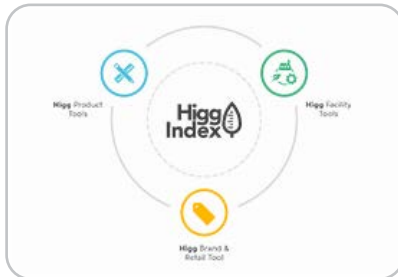 Higg Product
Tools
Higg
Index
Higg Facility
Tools
Higg Brand &
Retail Tool